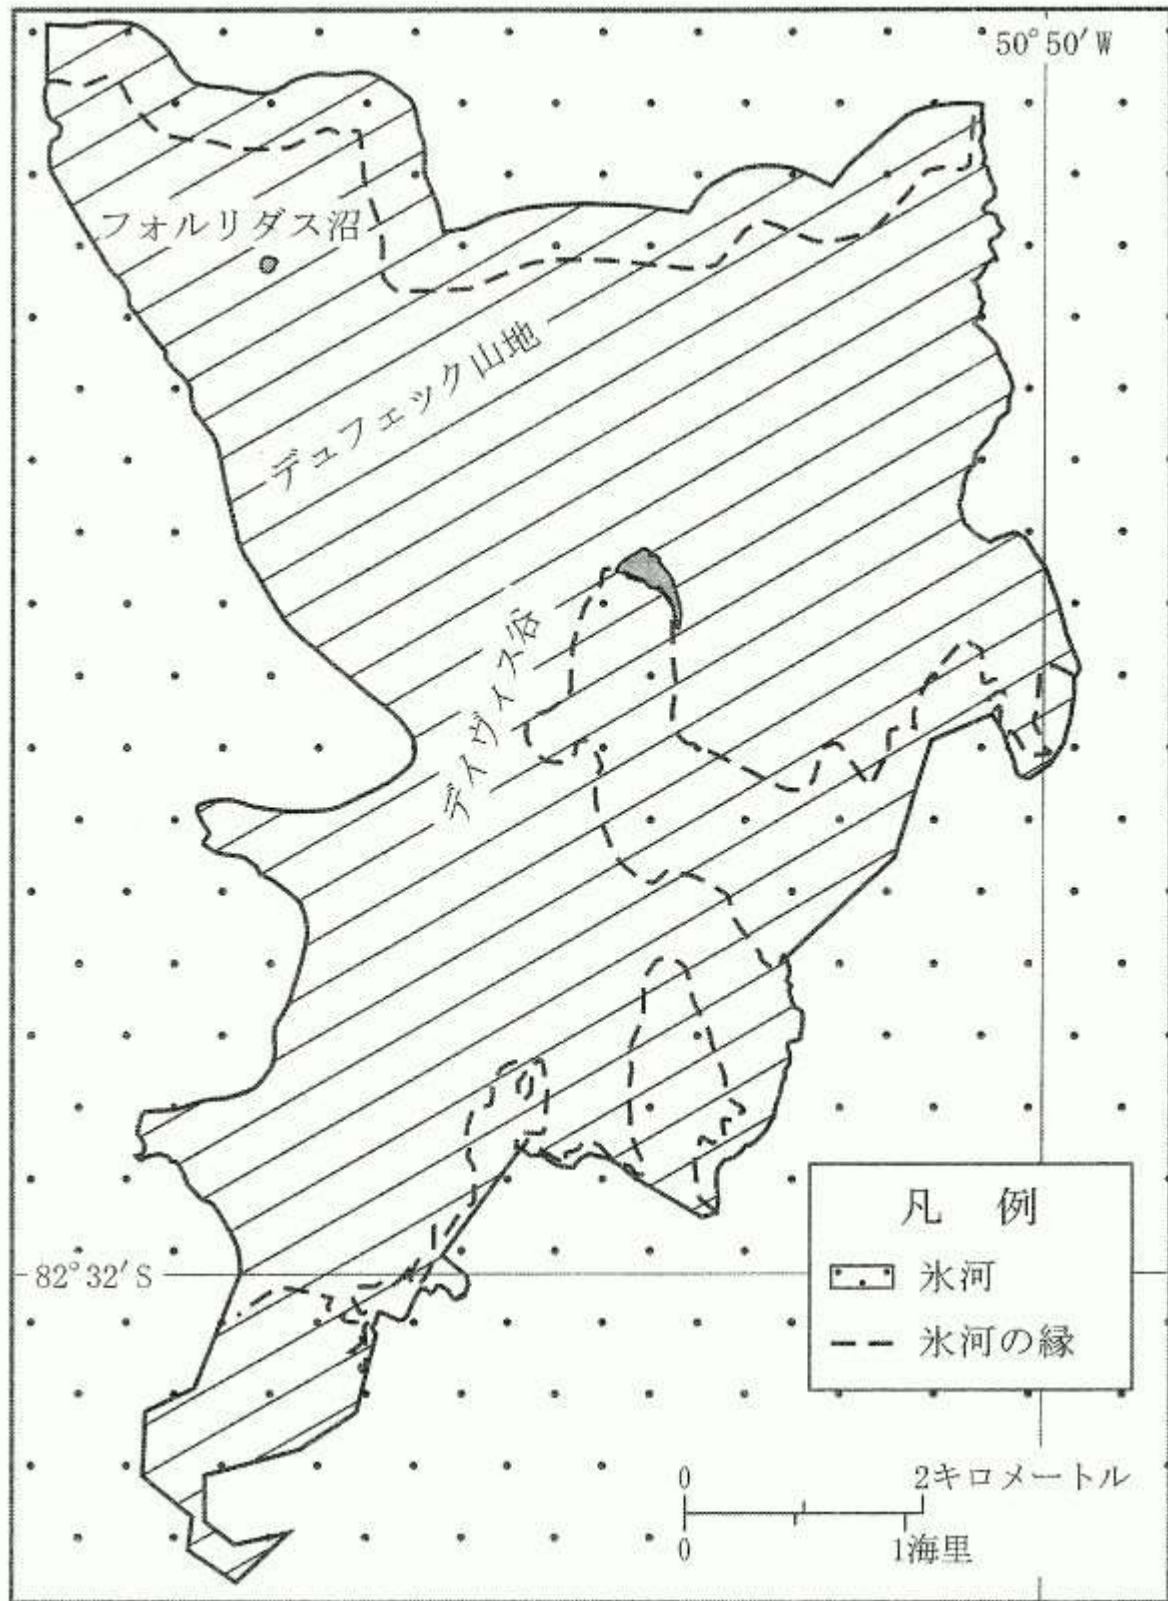 50°50′W
フォルリダス沼
デュフェック山地
デイヴィス谷
凡 例
氷河
氷河の縁
82°32′S
0
2キロメートル
0
1海里